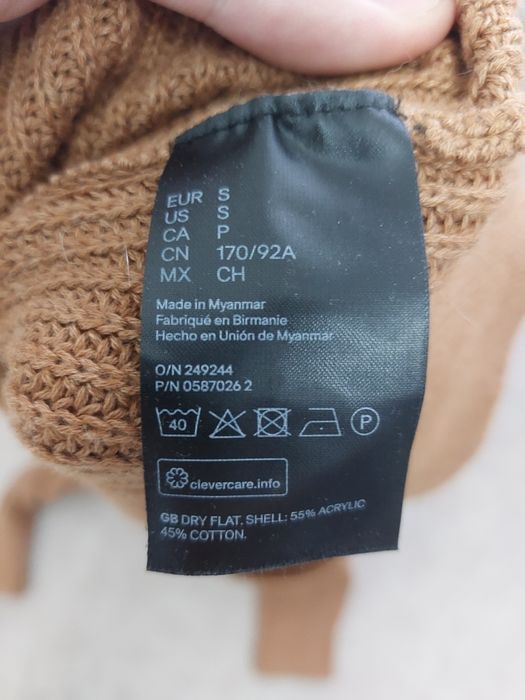 EUR S
US S
CA P
CN 170/92A
MX CH
Made in Myanmar
Fabriqué en Birmanie
Hecho en Unión de Myanmar
O/N 249244
P/N 0587026 2
40 P
clevercare.info
GB DRY FLAT. SHELL: 55% ACRYLIC
45% COTTON.